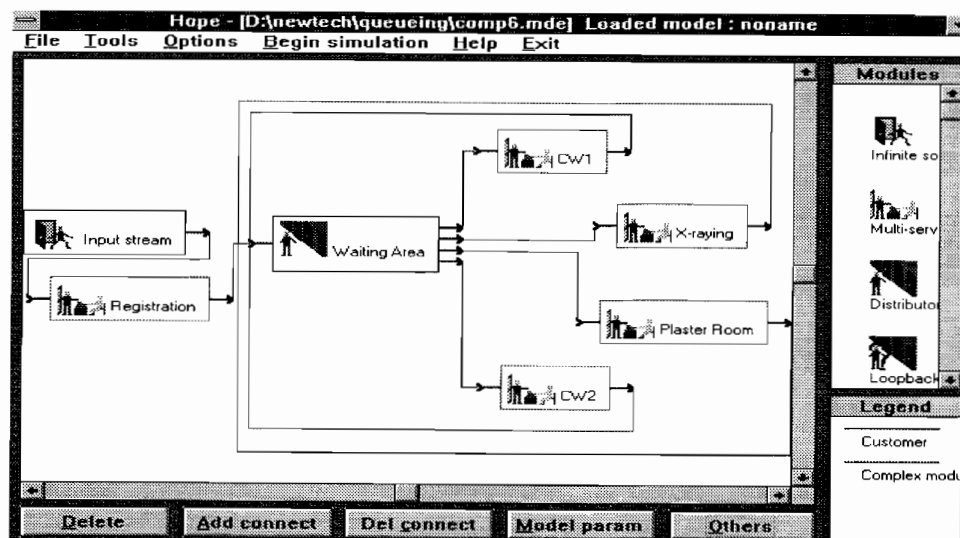 Hope - [D:\newtech\queueing\comp6.mde] Loaded model : noname
File Tools Options Begin simulation Help Exit
Modules
Infinite so
Multi-serv
Distributor
Loopback
Legend
Customer
Complex modu
CW1
X-raying
Input stream
Waiting Area
Registration
Plaster Room
CW2
Delete
Add connect
Del connect
Model param
Others